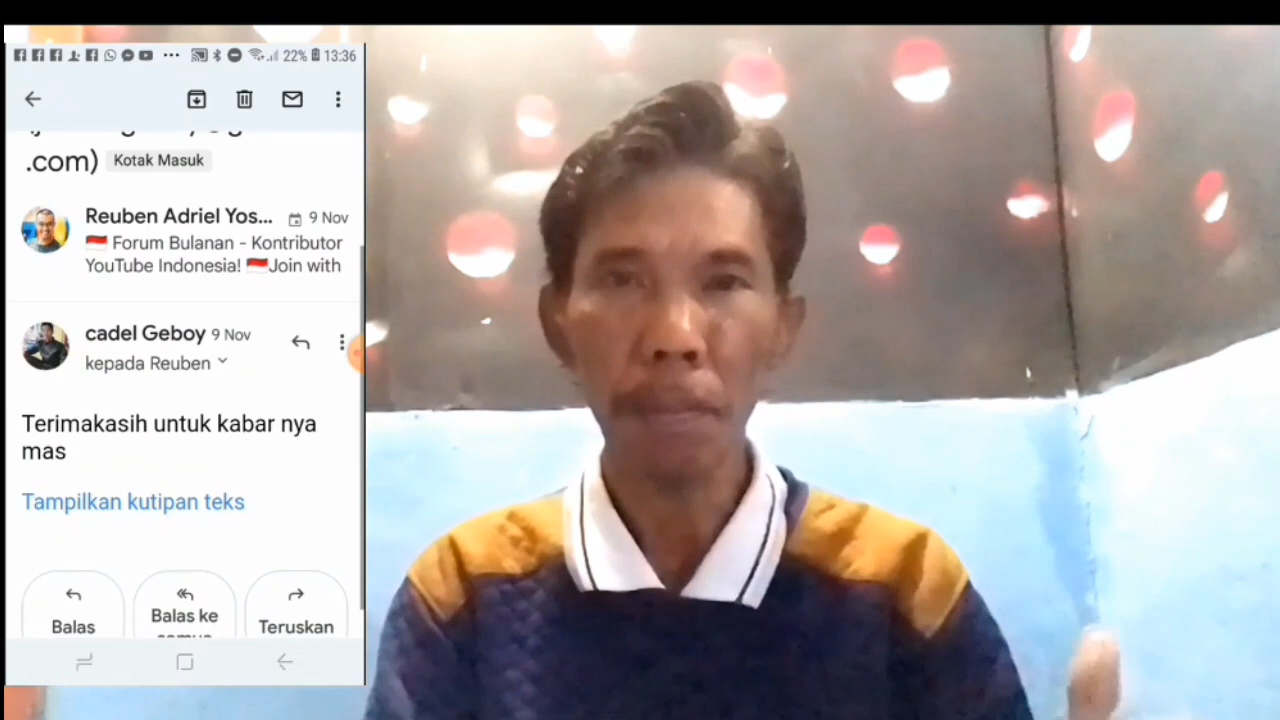 22% 13:36
.com) Kotak Masuk
Reuben Adriel Yos... 9 Nov
🇮🇩 Forum Bulanan - Kontributor
YouTube Indonesia! 🇮🇩Join with
cadel Geboy 9 Nov
kepada Reuben
Terimakasih untuk kabar nya
mas
Tampilkan kutipan teks
Balas
Balas ke
Teruskan